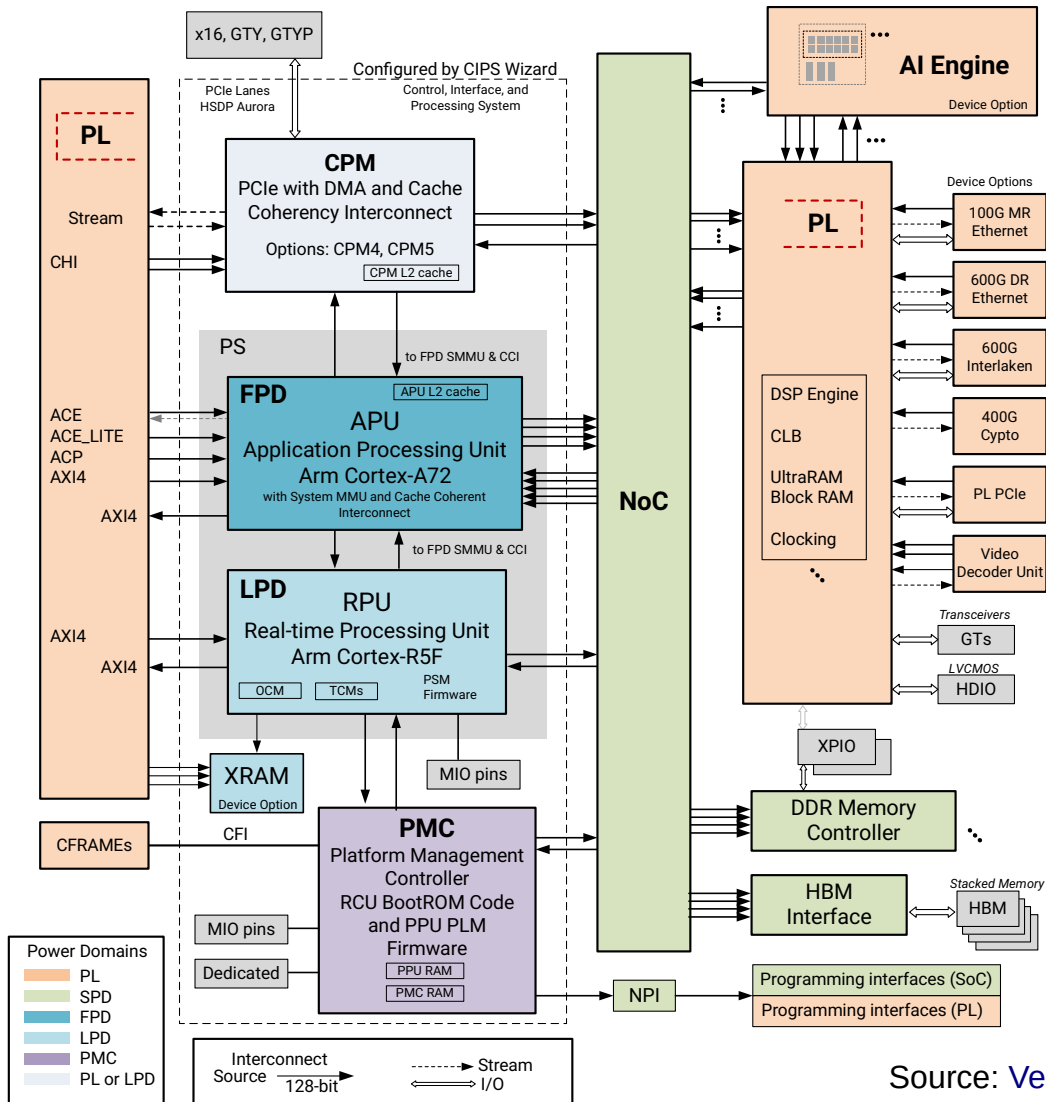 x16, GTY, GTYP
Configured by CIPS Wizard
PCIe Lanes
HSDP Aurora
Control, Interface, and
Processing System
PL
Stream
CHI
ACE
ACE_LITE
ACP
AXI4
AXI4
AXI4
AXI4
CPM
PCIe with DMA and Cache
Coherency Interconnect
Options: CPM4, CPM5
CPM L2 cache
PS
to FPD SMMU & CCI
FPD
APU L2 cache
APU
Application Processing Unit
Arm Cortex-A72
with System MMU and Cache Coherent
Interconnect
to FPD SMMU & CCI
LPD
RPU
Real-time Processing Unit
Arm Cortex-R5F
OCM
TCMs
PSM
Firmware
XRAM
Device Option
MIO pins
CFRAMEs
CFI
PMC
Platform Management
Controller
RCU BootROM Code
and PPU PLM
Firmware
PPU RAM
PMC RAM
MIO pins
Dedicated
NoC
AI Engine
Device Option
PL
DSP Engine
CLB
UltraRAM
Block RAM
Clocking
Device Options
100G MR
Ethernet
600G DR
Ethernet
600G
Interlaken
400G
Cypto
PL PCIe
Video
Decoder Unit
Transceivers
GTs
LVCMOS
HDIO
XPIO
DDR Memory
Controller
HBM
Interface
Stacked Memory
HBM
NPI
Programming interfaces (SoC)
Programming interfaces (PL)
Power Domains
PL
SPD
FPD
LPD
PMC
PL or LPD
Interconnect
Source
128-bit
Stream
I/O
Source: Ve